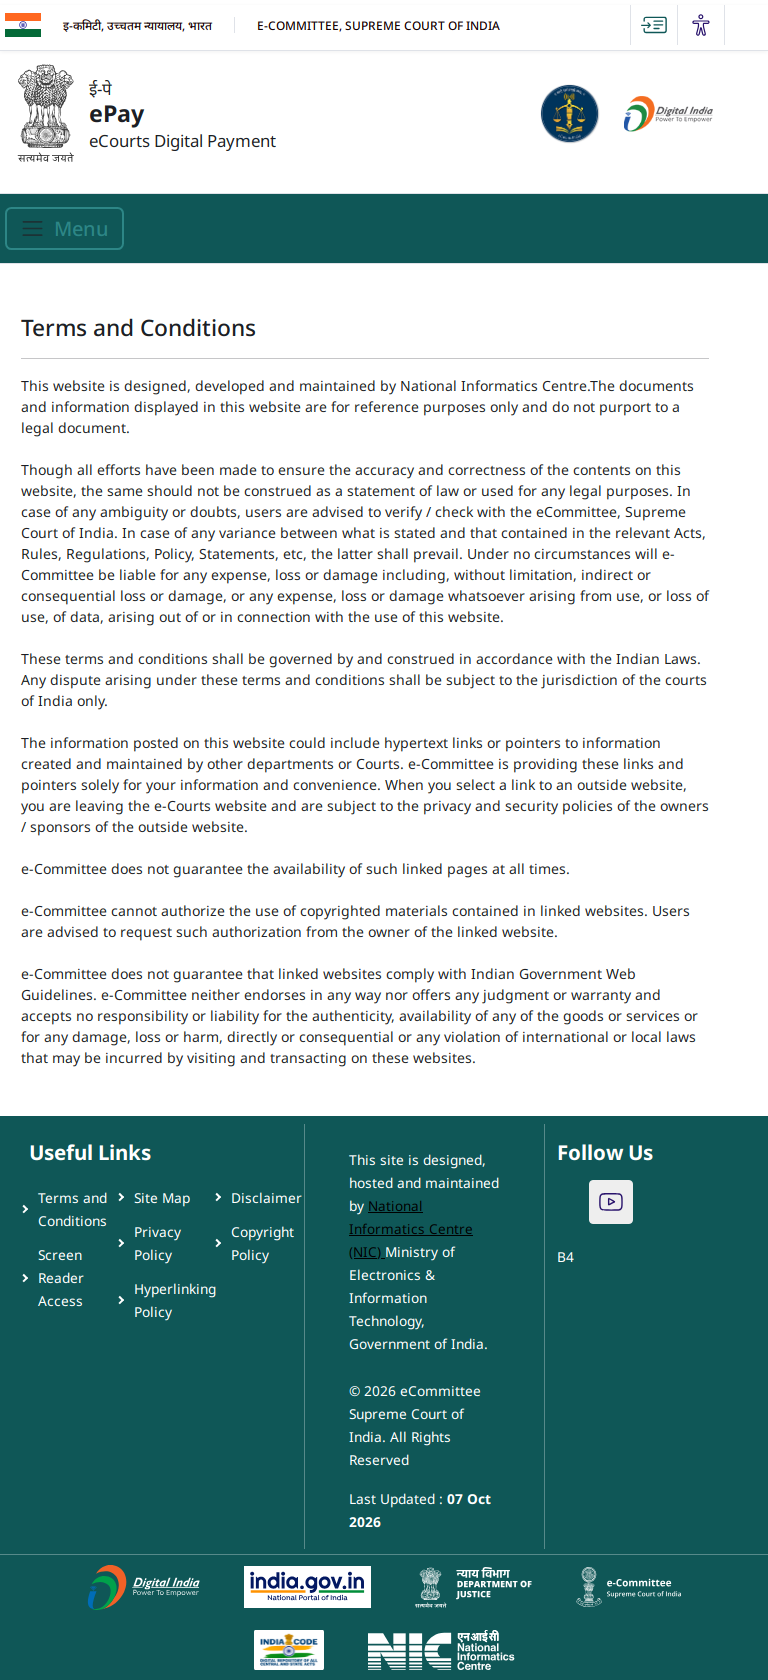 इ-कमिटी, उच्चतम न्यायालय, भारत
E-COMMITTEE, SUPREME COURT OF INDIA
सत्यमेव जयते
ई-पे
ePay
eCourts Digital Payment
Digital India
Power To Empower
Menu
Terms and Conditions
This website is designed, developed and maintained by National Informatics Centre.The documents
and information displayed in this website are for reference purposes only and do not purport to a
legal document.
Though all efforts have been made to ensure the accuracy and correctness of the contents on this
website, the same should not be construed as a statement of law or used for any legal purposes. In
case of any ambiguity or doubts, users are advised to verify / check with the eCommittee, Supreme
Court of India. In case of any variance between what is stated and that contained in the relevant Acts,
Rules, Regulations, Policy, Statements, etc, the latter shall prevail. Under no circumstances will e-
Committee be liable for any expense, loss or damage including, without limitation, indirect or
consequential loss or damage, or any expense, loss or damage whatsoever arising from use, or loss of
use, of data, arising out of or in connection with the use of this website.
These terms and conditions shall be governed by and construed in accordance with the Indian Laws.
Any dispute arising under these terms and conditions shall be subject to the jurisdiction of the courts
of India only.
The information posted on this website could include hypertext links or pointers to information
created and maintained by other departments or Courts. e-Committee is providing these links and
pointers solely for your information and convenience. When you select a link to an outside website,
you are leaving the e-Courts website and are subject to the privacy and security policies of the owners
/ sponsors of the outside website.
e-Committee does not guarantee the availability of such linked pages at all times.
e-Committee cannot authorize the use of copyrighted materials contained in linked websites. Users
are advised to request such authorization from the owner of the linked website.
e-Committee does not guarantee that linked websites comply with Indian Government Web
Guidelines. e-Committee neither endorses in any way nor offers any judgment or warranty and
accepts no responsibility or liability for the authenticity, availability of any of the goods or services or
for any damage, loss or harm, directly or consequential or any violation of international or local laws
that may be incurred by visiting and transacting on these websites.
Useful Links
Terms and
Conditions
Screen
Reader
Access
Site Map
Privacy
Policy
Hyperlinking
Policy
Disclaimer
Copyright
Policy
This site is designed,
hosted and maintained
by National
Informatics Centre
(NIC) Ministry of
Electronics &
Information
Technology,
Government of India.
© 2026 eCommittee
Supreme Court of
India. All Rights
Reserved
Last Updated : 07 Oct
2026
Follow Us
B4
Digital India
Power To Empower
india.gov.in
National Portal of India
सत्यमेव जयते
न्याय विभाग
DEPARTMENT OF
JUSTICE
e-Committee
Supreme Court of India
INDIA CODE
DIGITAL REPOSITORY OF ALL
CENTRAL AND STATE ACTS
NIC
एनआईसी
National
Informatics
Centre